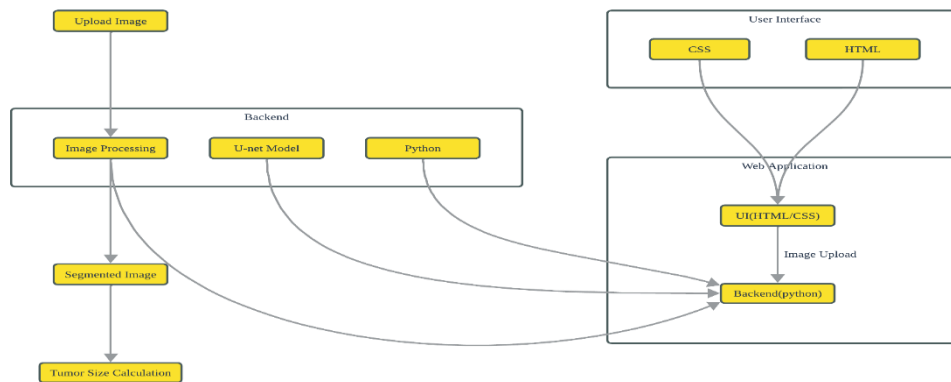 Upload Image
User Interface
CSS
HTML
Backend
Image Processing
U-net Model
Python
Web Application
UI(HTML/CSS)
Image Upload
Segmented Image
Backend(python)
Tumor Size Calculation